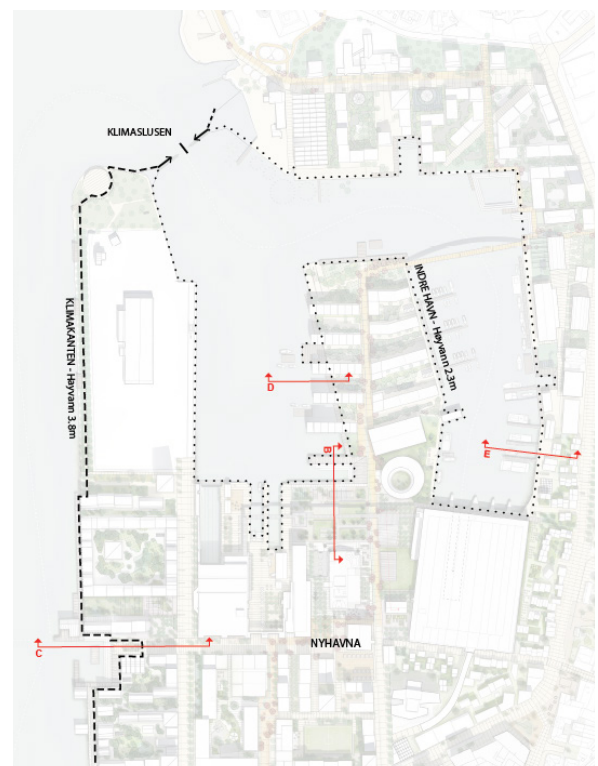 KLIMASLUSEN
KLIMAKANTEN - Høyvann 3.8m
INDRE HAVN - Høyvann 2.3m
D
B
E
C
NYHAVNA